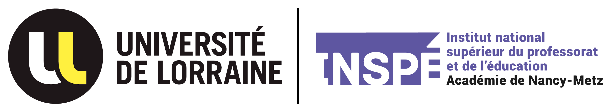 UNIVERSITÉ
DE LORRAINE
INSPÉ
Institut national
supérieur du professorat
et de l'éducation
Académie de Nancy-Metz